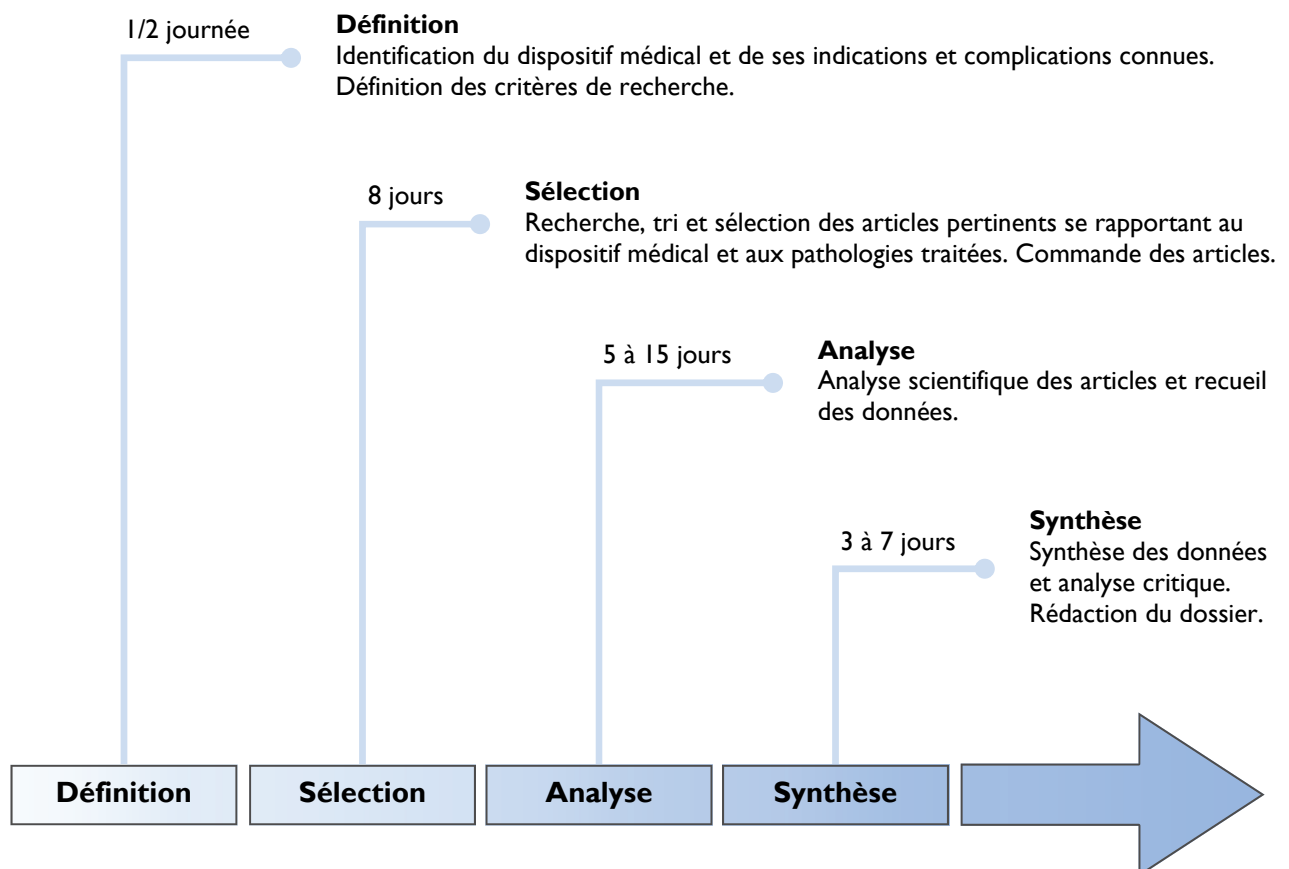 1/2 journée
Définition
Identification du dispositif médical et de ses indications et complications connues.
Définition des critères de recherche.
8 jours
Sélection
Recherche, tri et sélection des articles pertinents se rapportant au
dispositif médical et aux pathologies traitées. Commande des articles.
5 à 15 jours
Analyse
Analyse scientifique des articles et recueil
des données.
3 à 7 jours
Synthèse
Synthèse des données
et analyse critique.
Rédaction du dossier.
Définition
Sélection
Analyse
Synthèse